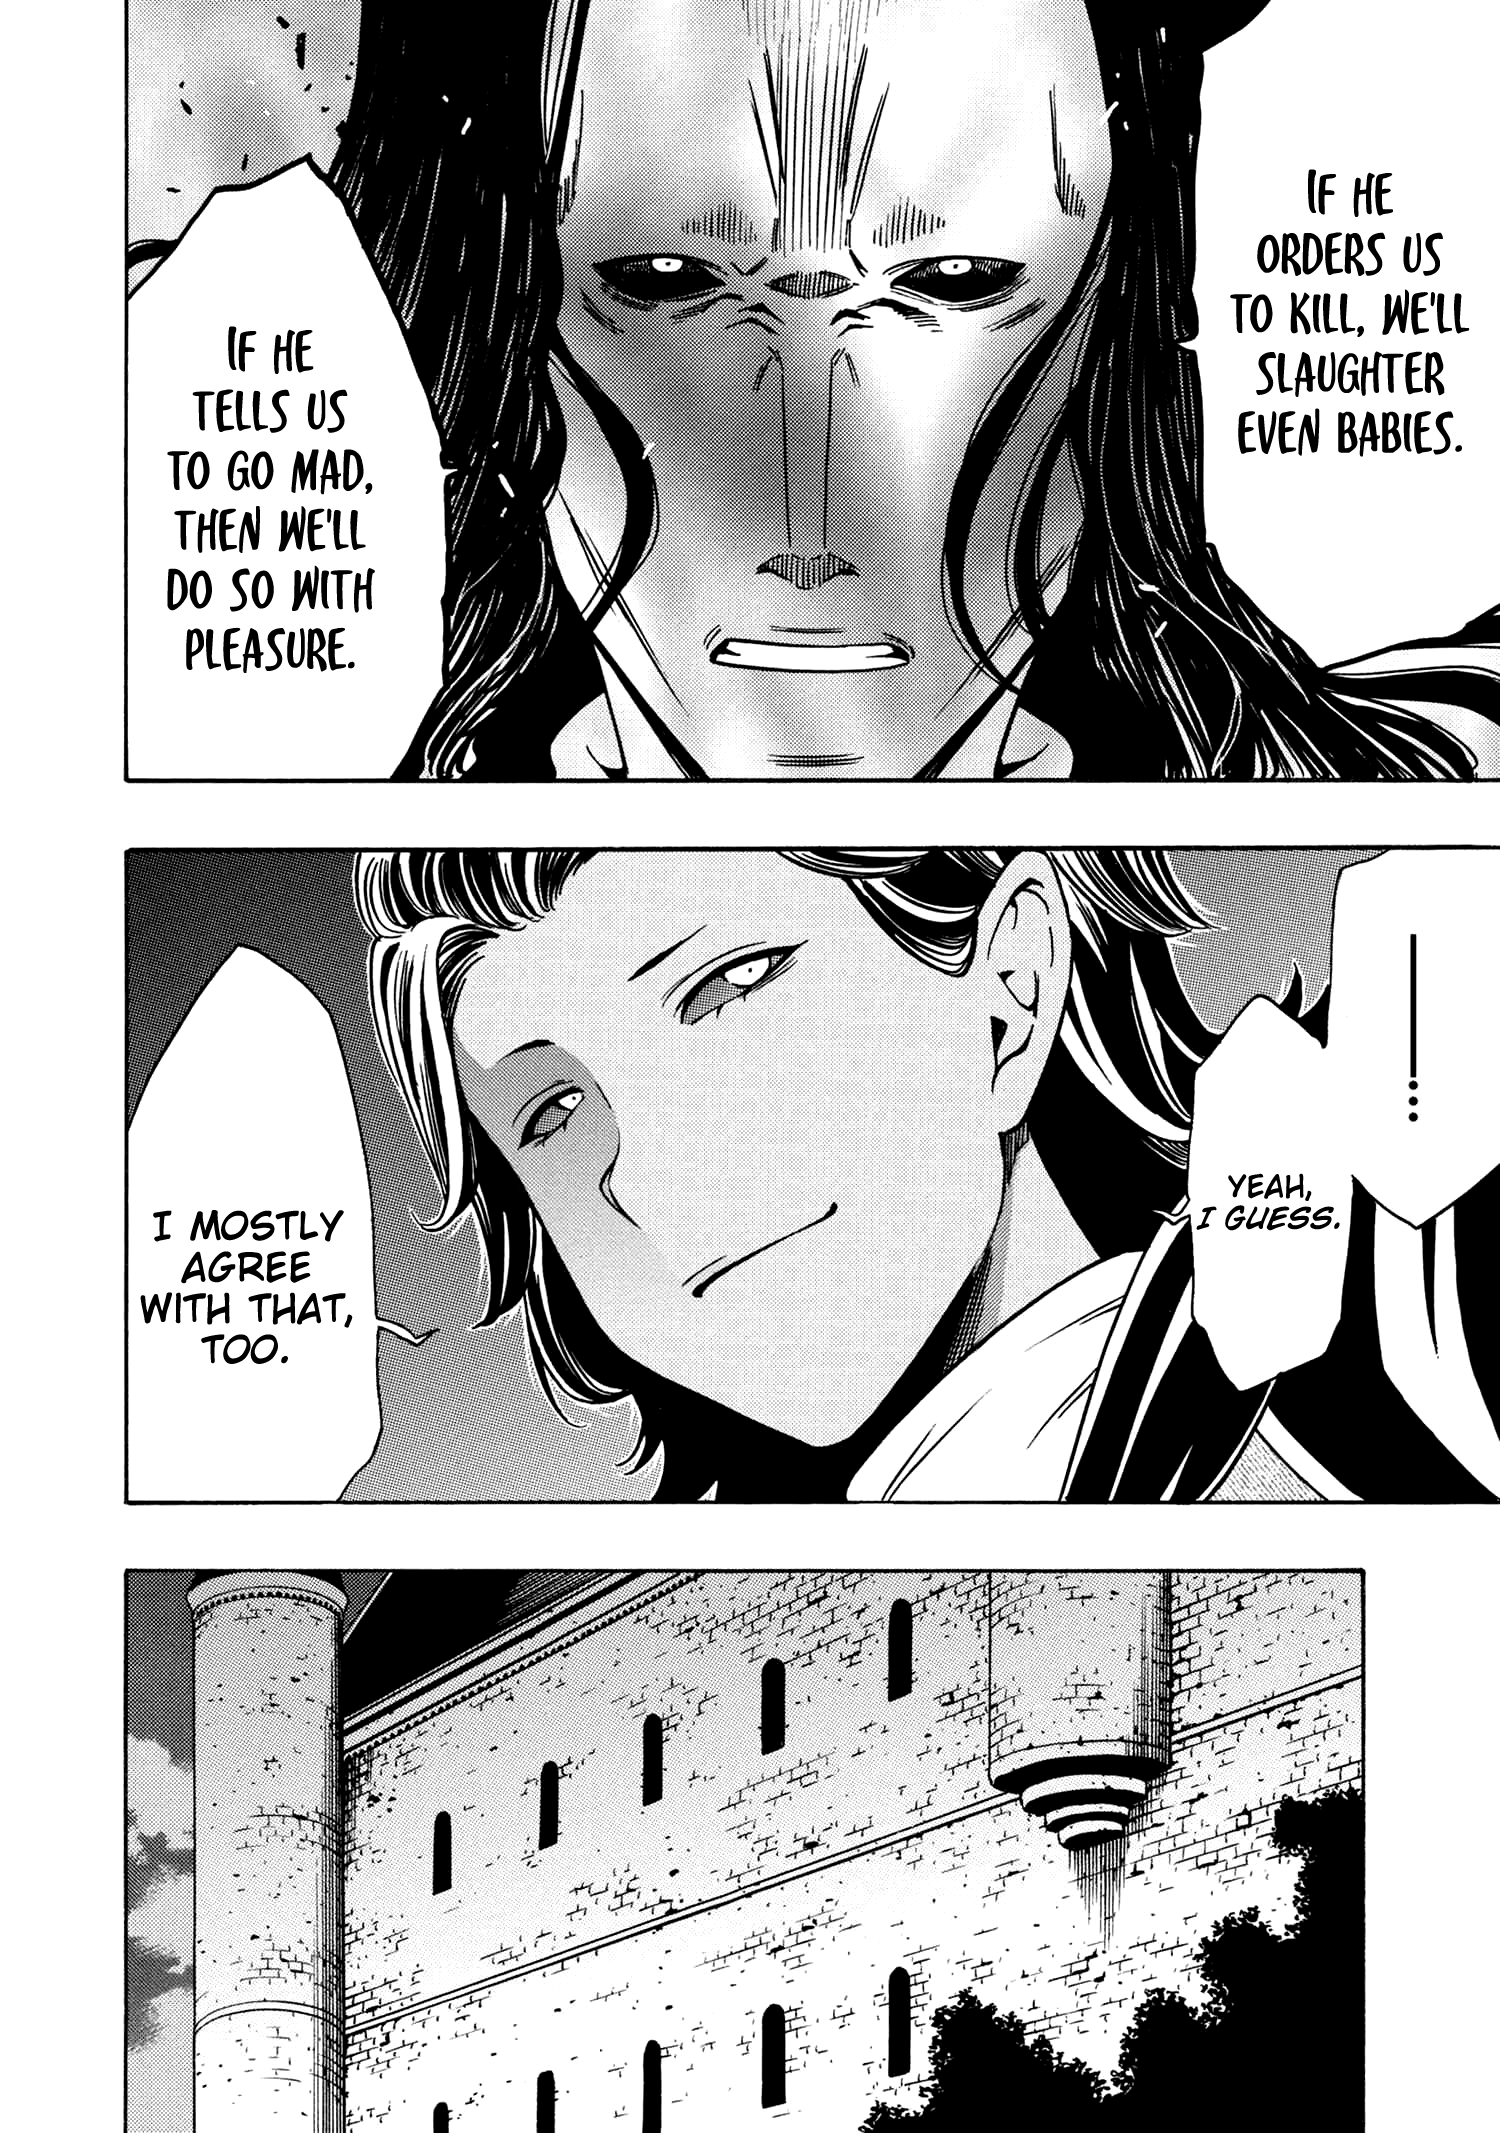 IF HE
ORDERS US
TO KILL, WE'LL
SLAUGHTER
EVEN BABIES.
IF HE
TELLS US
TO GO MAD,
THEN WE'LL
DO SO WITH
PLEASURE.
—...
YEAH,
I GUESS.
I MOSTLY
AGREE
WITH THAT,
TOO.